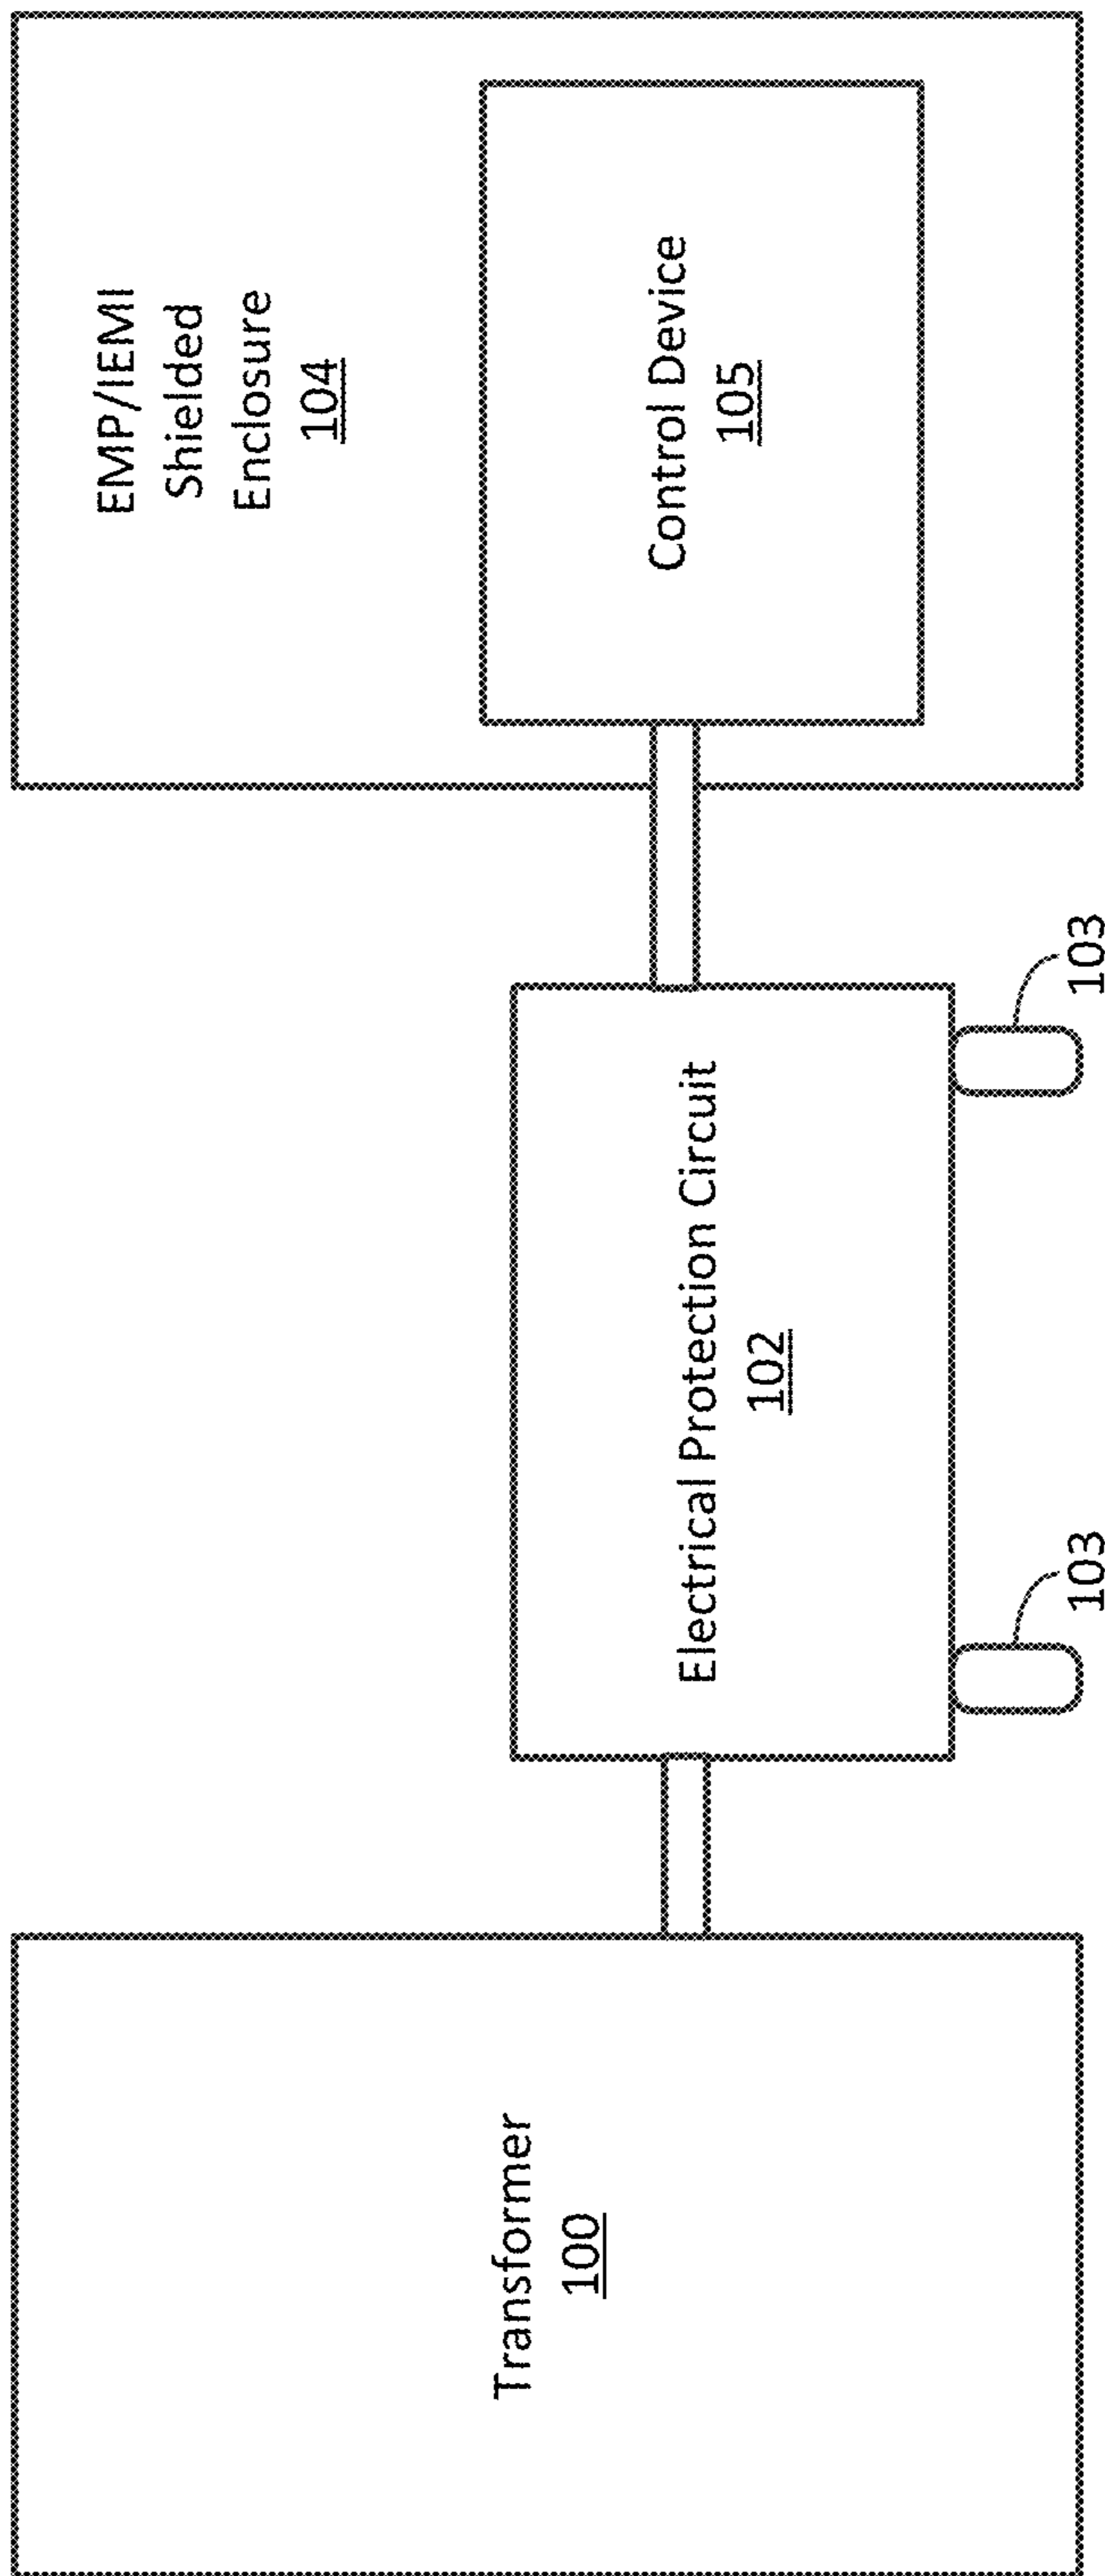 Transformer
100
Electrical Protection Circuit
102
103
103
EMP/IEMI
Shielded
Enclosure
104
Control Device
105